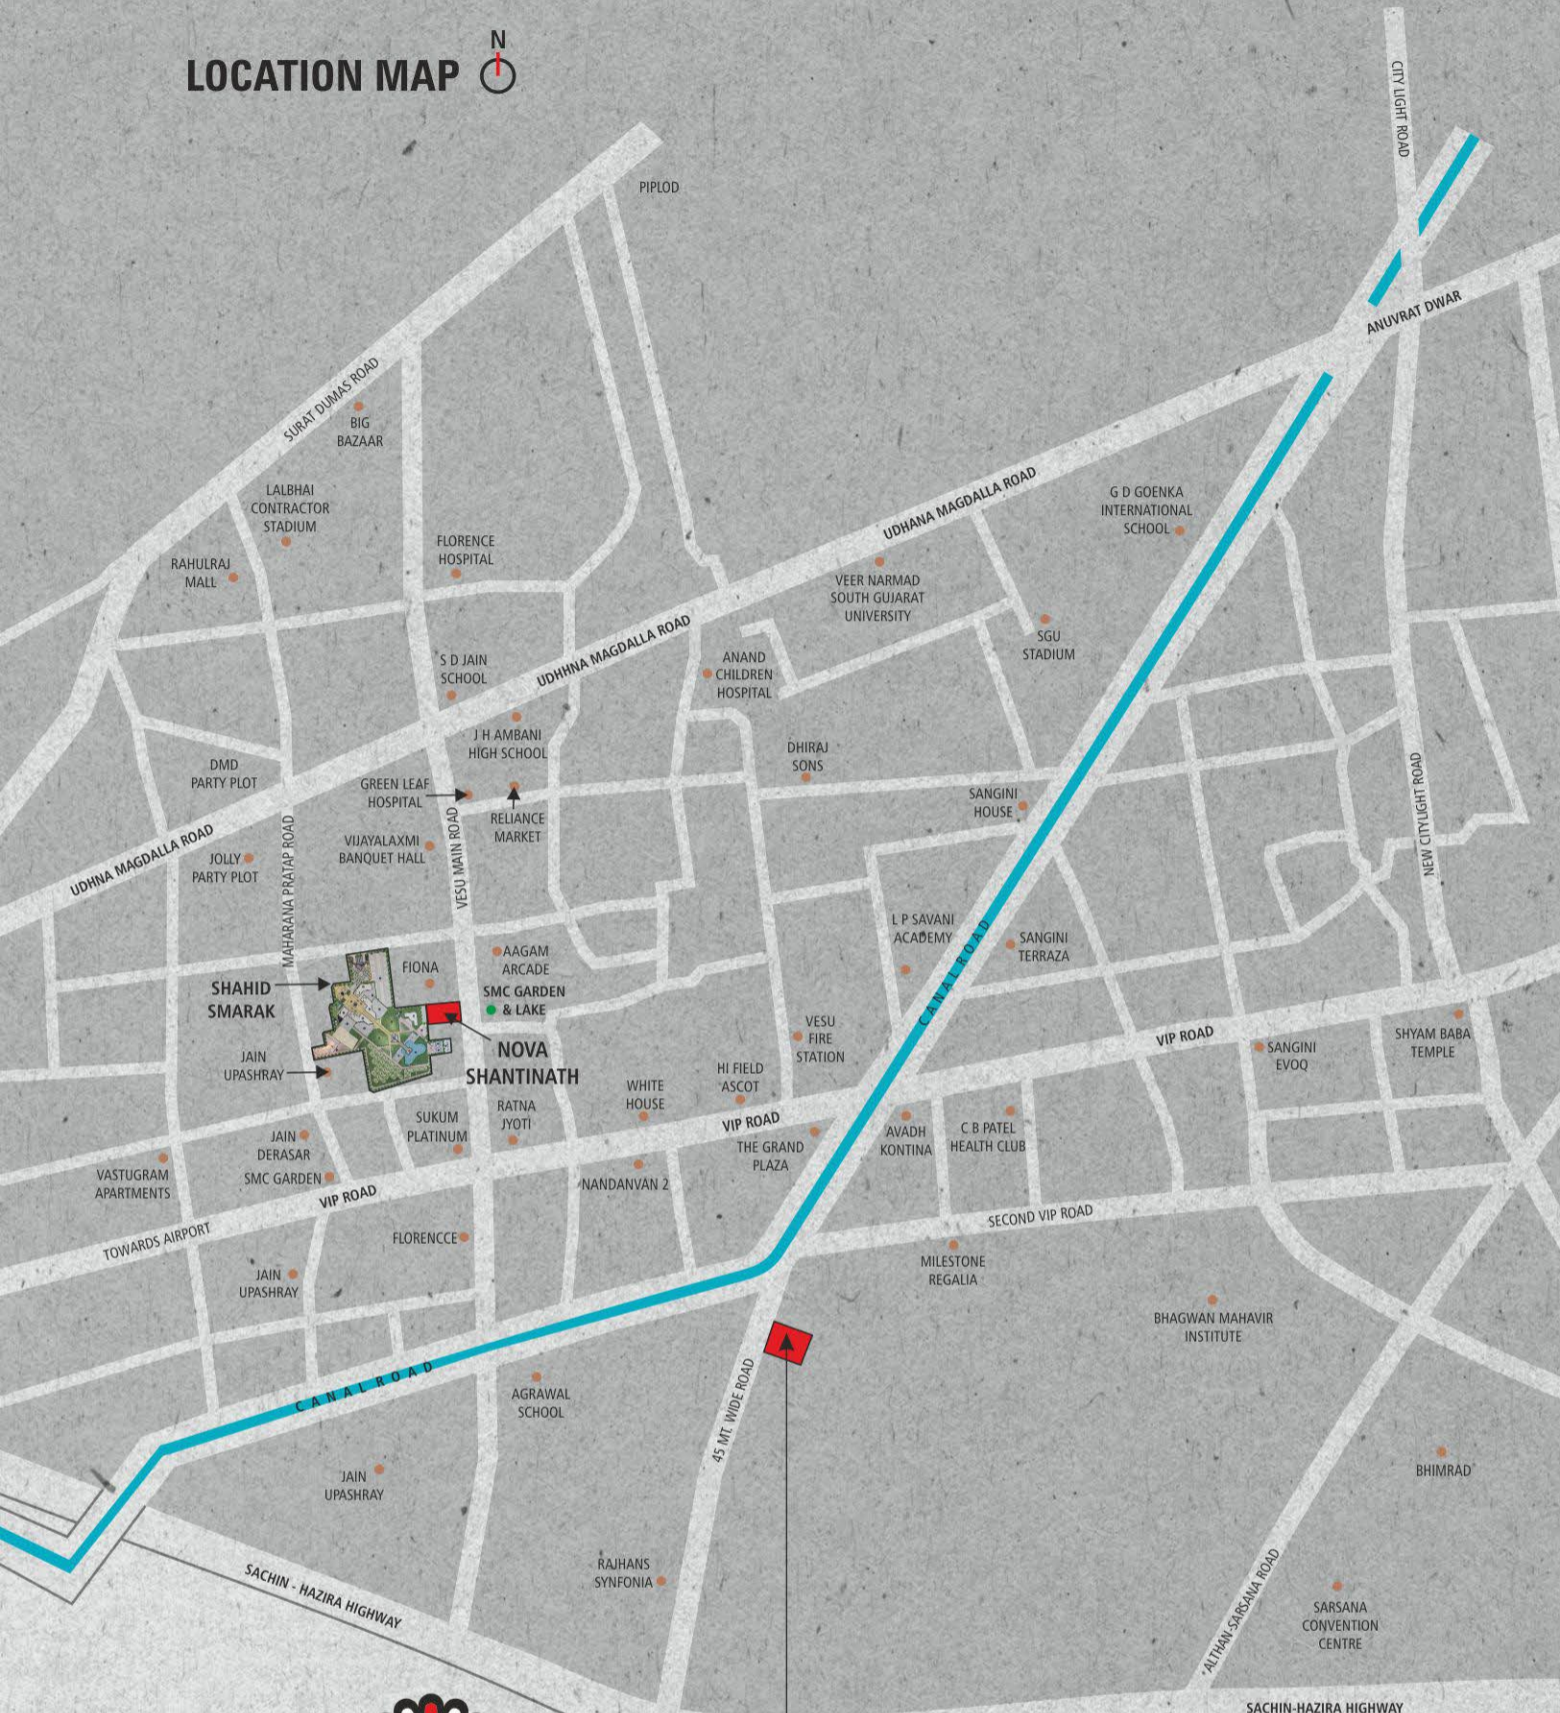 N
LOCATION MAP
CITY LIGHT ROAD
PIPLOD
ANUVRAT DWAR
SURAT DUMAS ROAD
BIG
BAZAAR
LALBHAI
CONTRACTOR
STADIUM
UDHANA MAGDALLA ROAD
G D GOENKA
INTERNATIONAL
SCHOOL
FLORENCE
HOSPITAL
RAHULRAJ
MALL
VEER NARMAD
SOUTH GUJARAT
UNIVERSITY
SGU
STADIUM
UDHHNA MAGDALLA ROAD
S D JAIN
SCHOOL
ANAND
CHILDREN
HOSPITAL
J H AMBANI
HIGH SCHOOL
DHIRAJ
SONS
DMD
PARTY PLOT
GREEN LEAF
HOSPITAL
SANGINI
HOUSE
RELIANCE
MARKET
NEW CITYLIGHT ROAD
VESU MAIN ROAD
VIJAYALAXMI
BANQUET HALL
UDHNA MAGDALLA ROAD
JOLLY
PARTY PLOT
MAHARANA PRATAP ROAD
L P SAVANI
ACADEMY
CANAL ROAD
SANGINI
TERRAZA
AAGAM
ARCADE
FIONA
SHAHID
SMARAK
SMC GARDEN
& LAKE
NOVA
SHANTINATH
VESU
FIRE
STATION
VIP ROAD
SANGINI
EVOQ
SHYAM BABA
TEMPLE
JAIN
UPASHRAY
HI FIELD
ASCOT
WHITE
HOUSE
RATNA
JYOTI
SUKUM
PLATINUM
VIP ROAD
THE GRAND
PLAZA
AVADH
KONTINA
C B PATEL
HEALTH CLUB
JAIN
DERASAR
SMC GARDEN
VASTUGRAM
APARTMENTS
NANDANVAN 2
VIP ROAD
TOWARDS AIRPORT
SECOND VIP ROAD
FLORENCCE
MILESTONE
REGALIA
JAIN
UPASHRAY
BHAGWAN MAHAVIR
INSTITUTE
CANAL ROAD
AGRAWAL
SCHOOL
45 MT. WIDE ROAD
JAIN
UPASHRAY
BHIMRAD
RAJHANS
SYNFONIA
SACHIN - HAZIRA HIGHWAY
ALTHAN-SARSANA ROAD
SARSANA
CONVENTION
CENTRE
SACHIN-HAZIRA HIGHWAY